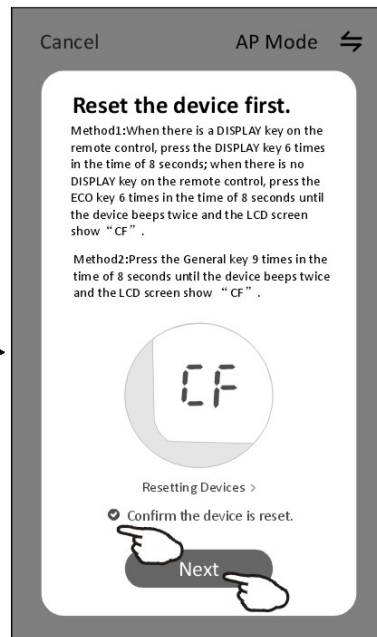 Cancel AP Mode
Reset the device first.
Method1:When there is a DISPLAY key on the
remote control, press the DISPLAY key 6 times
in the time of 8 seconds; when there is no
DISPLAY key on the remote control, press the
ECO key 6 times in the time of 8 seconds until
the device beeps twice and the LCD screen
show “CF”.
Method2:Press the General key 9 times in the
time of 8 seconds until the device beeps twice
and the LCD screen show “CF”.
CF
Resetting Devices >
Confirm the device is reset.
Next